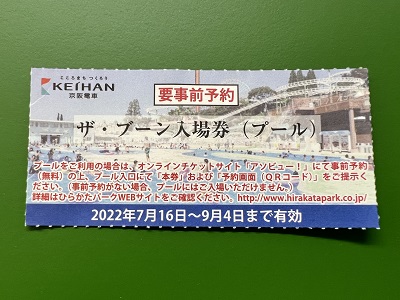 こころまち つくろう
KEIHAN
京阪電車
要事前予約
ザ・ブーン入場券（プール）
プールをご利用の場合は、オンラインチケットサイト「アソビュー！」にて事前予約
（無料）の上、プール入口にて「本券」および「予約画面（QRコード）」をご提示く
ださい。（事前予約がない場合、プールにはご入場いただけません。）
詳細はひらかたパークWEBサイトをご確認ください。http://www.hirakatapark.co.jp/
2022年7月16日～9月4日まで有効